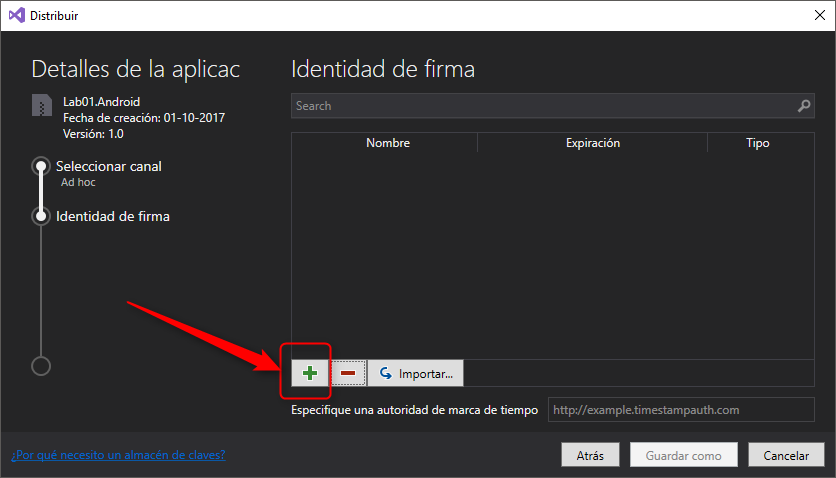 Distribuir
Detalles de la aplicac
Lab01.Android
Fecha de creación: 01-10-2017
Versión: 1.0
Seleccionar canal
Ad hoc
Identidad de firma
Identidad de firma
Search
Nombre Expiración Tipo
Importar...
Especifique una autoridad de marca de tiempo http://example.timestampauth.com
¿Por qué necesito un almacén de claves? Atrás Guardar como Cancelar